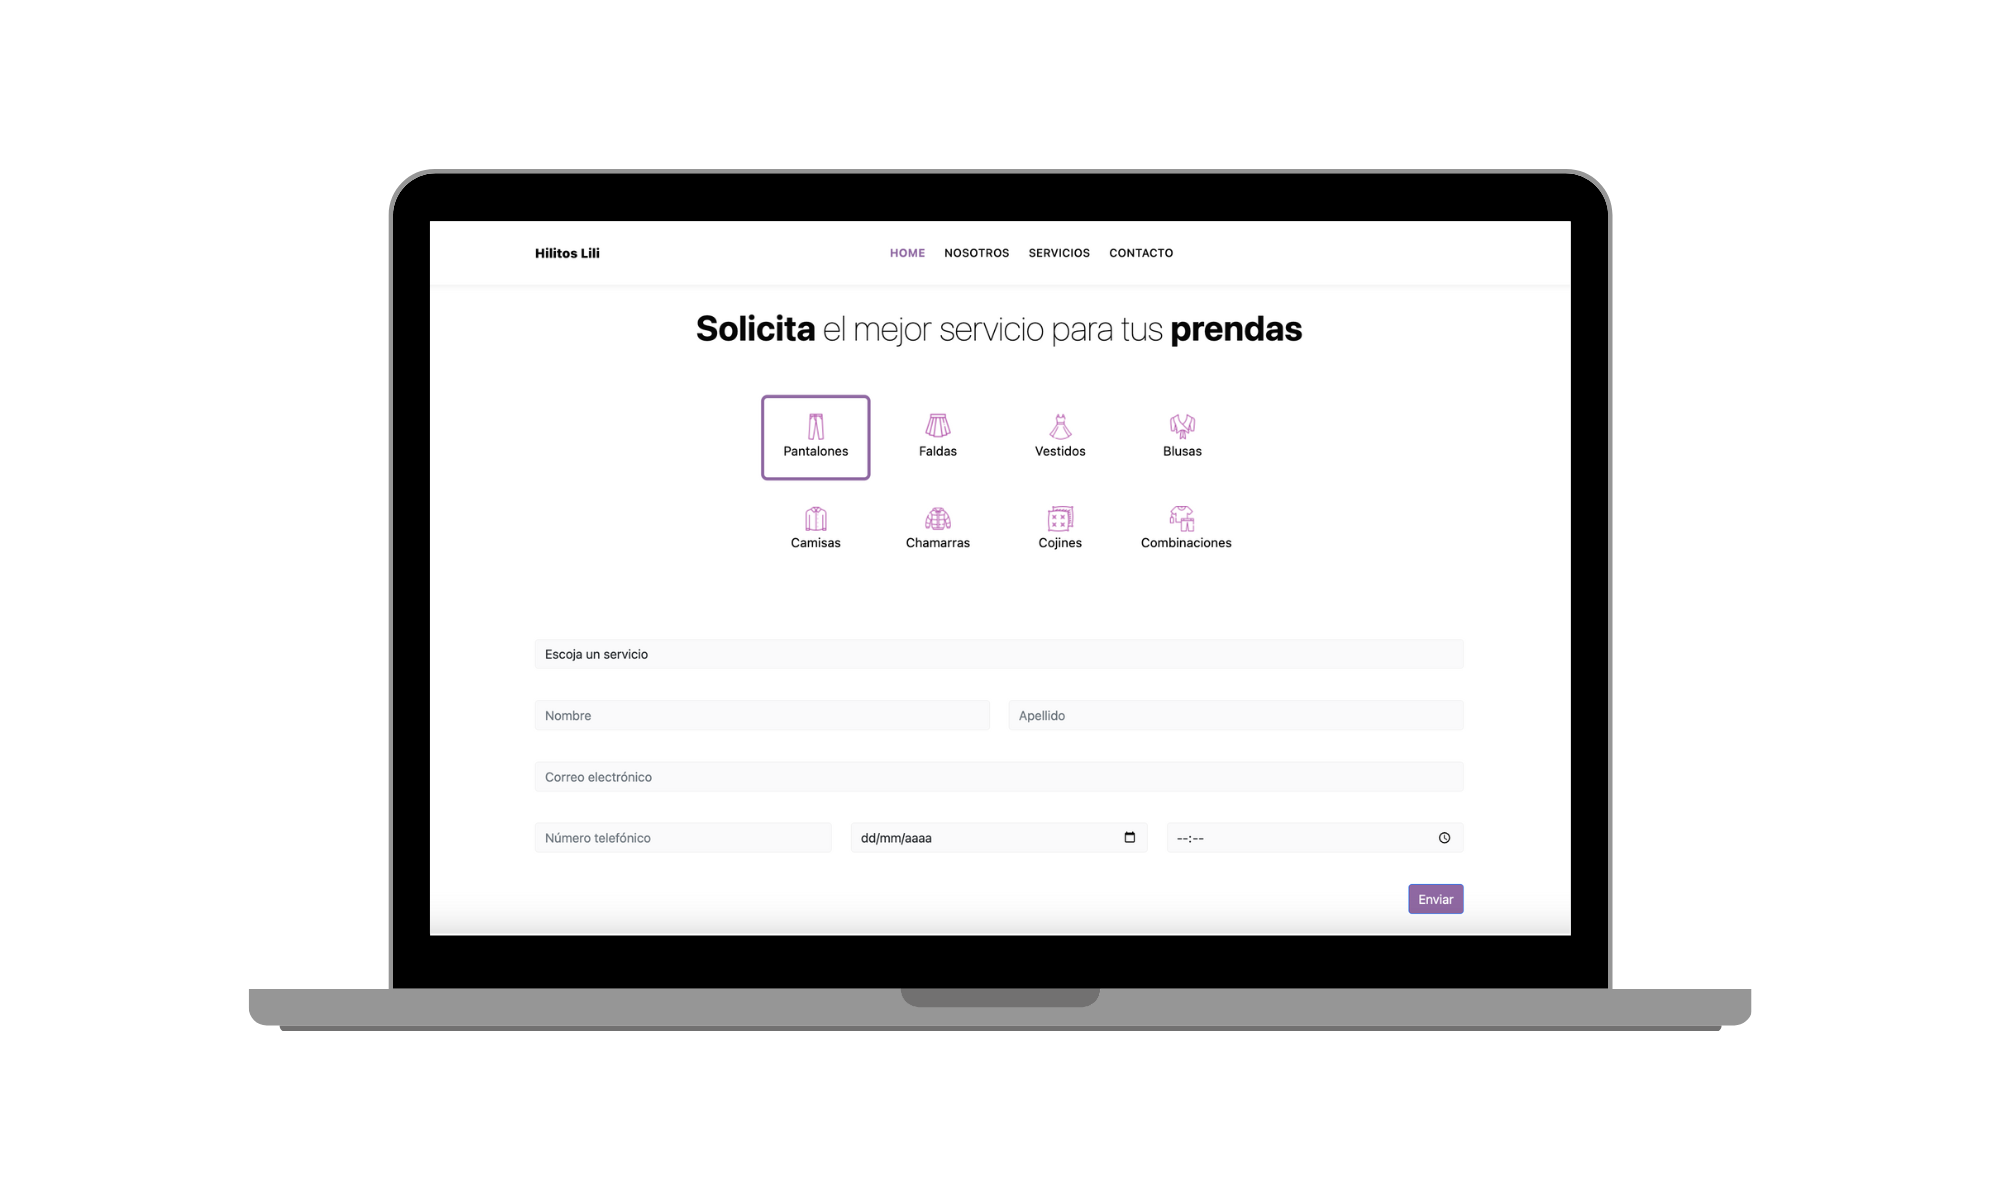 Hilitos Lili
HOME NOSOTROS SERVICIOS CONTACTO
Solicita el mejor servicio para tus prendas
Pantalones Faldas Vestidos Blusas
Camisas Chamarras Cojines Combinaciones
Escoja un servicio
Nombre Apellido
Correo electrónico
Número telefónico dd/mm/aaaa --:--
Enviar